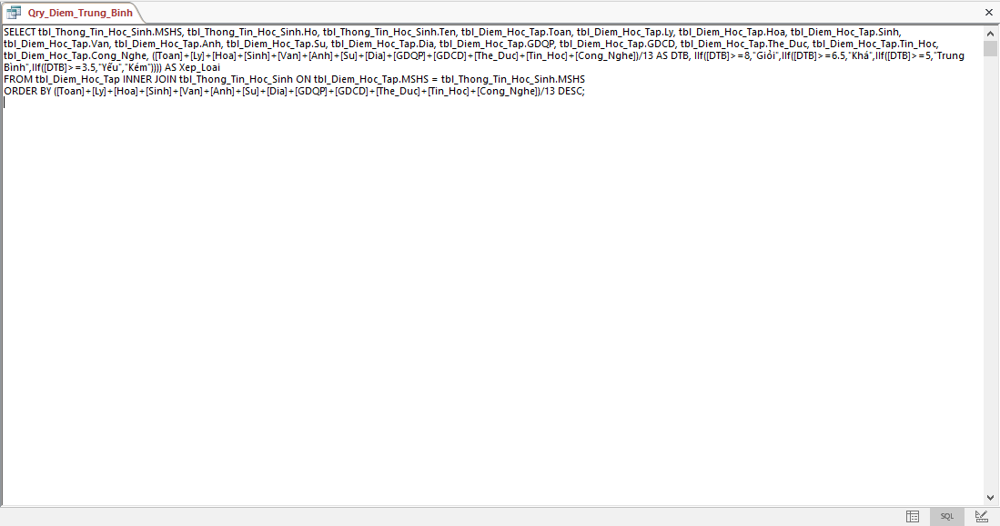 Qry_Diem_Trung_Binh
SELECT tbl_Thong_Tin_Hoc_Sinh.MSHS, tbl_Thong_Tin_Hoc_Sinh.Ho, tbl_Thong_Tin_Hoc_Sinh.Ten, tbl_Diem_Hoc_Tap.Toan, tbl_Diem_Hoc_Tap.Ly, tbl_Diem_Hoc_Tap.Hoa, tbl_Diem_Hoc_Tap.Sinh,
tbl_Diem_Hoc_Tap.Van, tbl_Diem_Hoc_Tap.Anh, tbl_Diem_Hoc_Tap.Su, tbl_Diem_Hoc_Tap.Dia, tbl_Diem_Hoc_Tap.GDQP, tbl_Diem_Hoc_Tap.GDCD, tbl_Diem_Hoc_Tap.The_Duc, tbl_Diem_Hoc_Tap.Tin_Hoc,
tbl_Diem_Hoc_Tap.Cong_Nghe, ([Toan]+[Ly]+[Hoa]+[Sinh]+[Van]+[Anh]+[Su]+[Dia]+[GDQP]+[GDCD]+[The_Duc]+[Tin_Hoc]+[Cong_Nghe])/13 AS DTB, IIf([DTB]>=8,"Giỏi",IIf([DTB]>=6.5,"Khá",IIf([DTB]>=5,"Trung
Bình",IIf([DTB]>=3.5,"Yếu","Kém")))) AS Xep_Loai
FROM tbl_Diem_Hoc_Tap INNER JOIN tbl_Thong_Tin_Hoc_Sinh ON tbl_Diem_Hoc_Tap.MSHS = tbl_Thong_Tin_Hoc_Sinh.MSHS
ORDER BY ([Toan]+[Ly]+[Hoa]+[Sinh]+[Van]+[Anh]+[Su]+[Dia]+[GDQP]+[GDCD]+[The_Duc]+[Tin_Hoc]+[Cong_Nghe])/13 DESC;
SQL